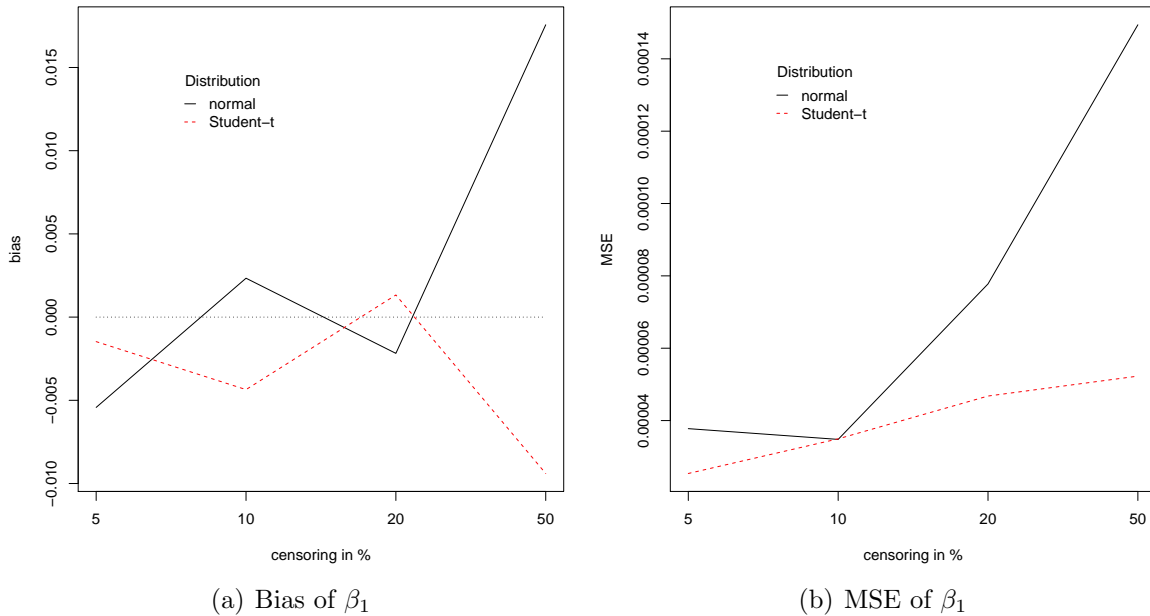 0.015
0.010
0.005
0.000
−0.005
−0.010
bias
Distribution
normal
Student−t
5
10
20
50
censoring in %
(a) Bias of β1
0.00014
0.00012
0.00010
0.00008
0.00006
0.00004
MSE
Distribution
normal
Student−t
5
10
20
50
censoring in %
(b) MSE of β1